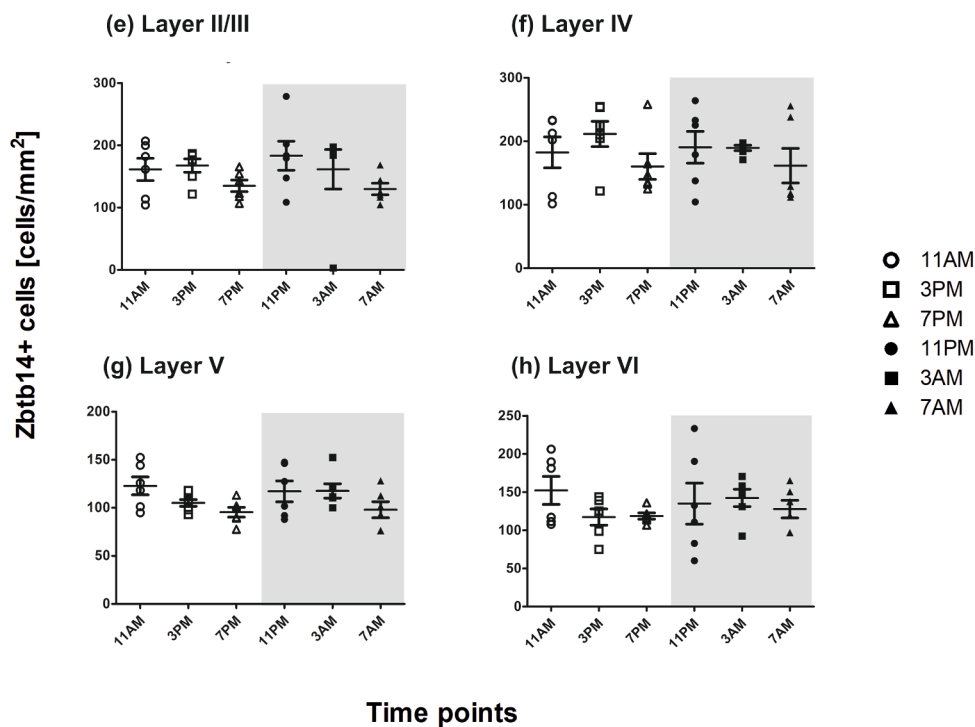 (e) Layer II/III
(f) Layer IV
Zbtb14+ cells [cells/mm²]
300
200
100
0
11AM
3PM
7PM
11PM
3AM
7AM
300
200
100
0
11AM
3PM
7PM
11PM
3AM
7AM
11AM
3PM
7PM
11PM
3AM
7AM
(g) Layer V
(h) Layer VI
200
150
100
50
0
11AM
3PM
7PM
11PM
3AM
7AM
250
200
150
100
50
0
11AM
3PM
7PM
11PM
3AM
7AM
Time points